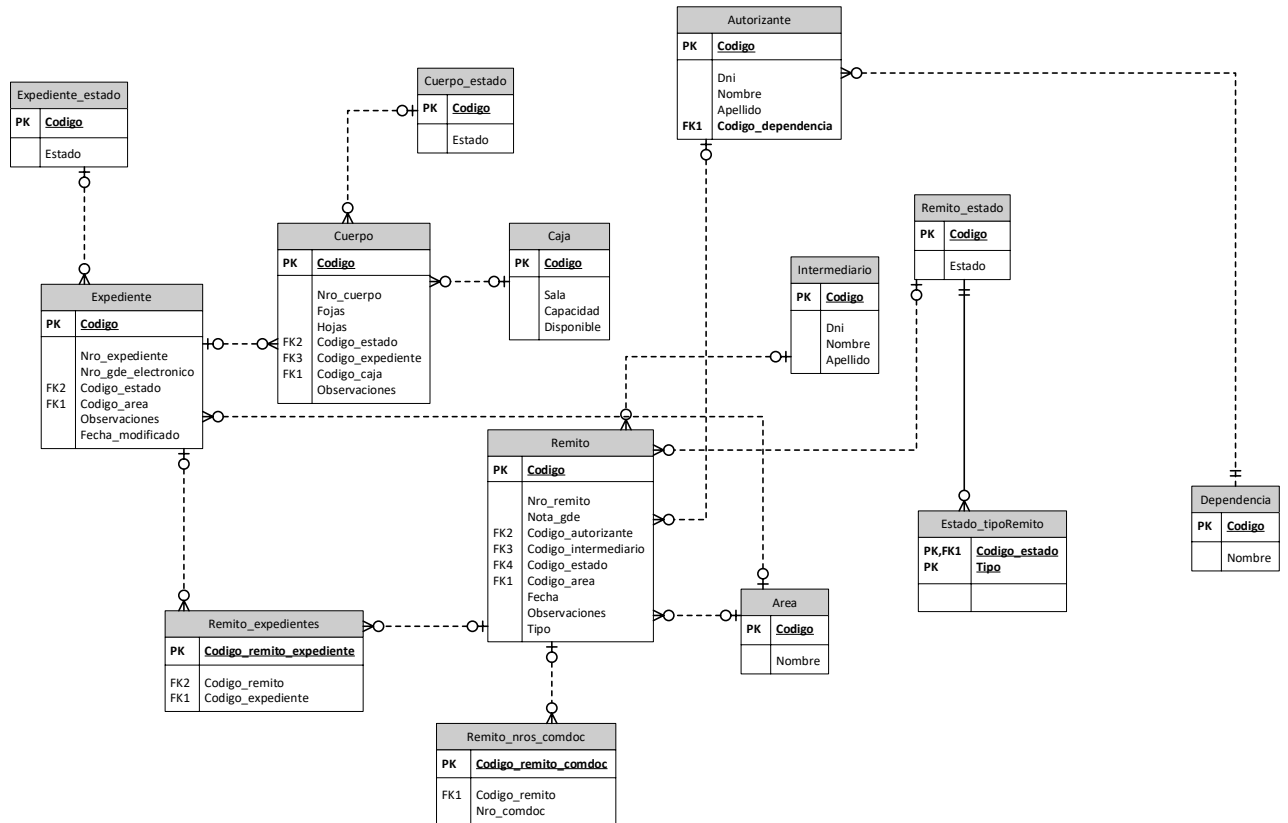 Autorizante
PK Codigo
Dni
Nombre
Apellido
FK1 Codigo_dependencia
Cuerpo_estado
PK Codigo
Estado
Expediente_estado
PK Codigo
Estado
Remito_estado
PK Codigo
Estado
Cuerpo
PK Codigo
Nro_cuerpo
Fojas
Hojas
FK2 Codigo_estado
FK3 Codigo_expediente
FK1 Codigo_caja
Observaciones
Caja
PK Codigo
Sala
Capacidad
Disponible
Intermediario
PK Codigo
Dni
Nombre
Apellido
Expediente
PK Codigo
Nro_expediente
Nro_gde_electronico
FK2 Codigo_estado
FK1 Codigo_area
Observaciones
Fecha_modificado
Remito
PK Codigo
Nro_remito
Nota_gde
FK2 Codigo_autorizante
FK3 Codigo_intermediario
FK4 Codigo_estado
FK1 Codigo_area
Fecha
Observaciones
Tipo
Dependencia
PK Codigo
Nombre
Estado_tipoRemito
PK,FK1 Codigo_estado
PK Tipo
Area
PK Codigo
Nombre
Remito_expedientes
PK Codigo_remito_expediente
FK2 Codigo_remito
FK1 Codigo_expediente
Remito_nros_comdoc
PK Codigo_remito_comdoc
FK1 Codigo_remito
Nro_comdoc